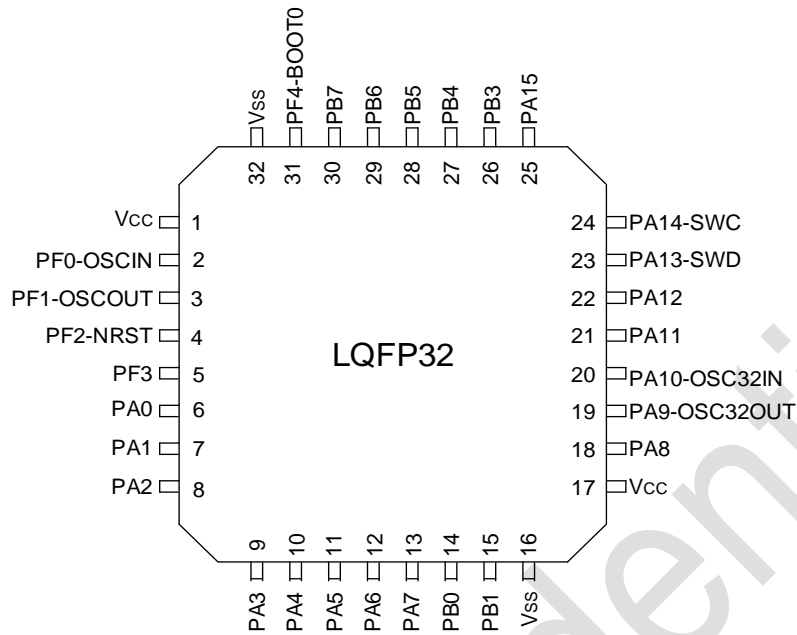 Vss
PF4-BOOT0
PB7
PB6
PB5
PB4
PB3
PA15
32
31
30
29
28
27
26
25
Vcc 1
PF0-OSCIN 2
PF1-OSCOUT 3
PF2-NRST 4
PF3 5
PA0 6
PA1 7
PA2 8
LQFP32
24 PA14-SWC
23 PA13-SWD
22 PA12
21 PA11
20 PA10-OSC32IN
19 PA9-OSC32OUT
18 PA8
17 Vcc
9
10
11
12
13
14
15
16
PA3
PA4
PA5
PA6
PA7
PB0
PB1
Vss